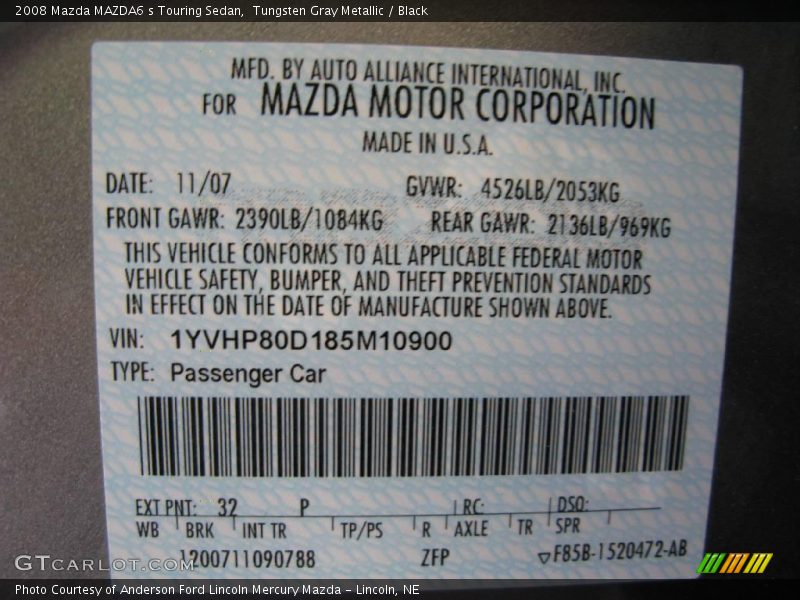 2008 Mazda MAZDA6 s Touring Sedan, Tungsten Gray Metallic / Black
MFD. BY AUTO ALLIANCE INTERNATIONAL, INC.
FOR MAZDA MOTOR CORPORATION
MADE IN U.S.A.
DATE: 11/07 GVWR: 4526LB/2053KG
FRONT GAWR: 2390LB/1084KG REAR GAWR: 2136LB/969KG
THIS VEHICLE CONFORMS TO ALL APPLICABLE FEDERAL MOTOR
VEHICLE SAFETY, BUMPER, AND THEFT PREVENTION STANDARDS
IN EFFECT ON THE DATE OF MANUFACTURE SHOWN ABOVE.
VIN: 1YVHP80D185M10900
TYPE: Passenger Car
EXT PNT: 32 P RC: DSO:
WB BRK INT TR TP/PS R AXLE TR SPR
1200711090788 ZFP ▽F85B-1520472-AB
GTCARLOT.COM
Photo Courtesy of Anderson Ford Lincoln Mercury Mazda - Lincoln, NE